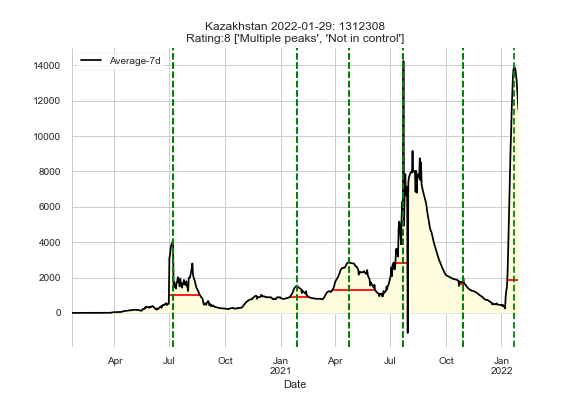 Kazakhstan 2022-01-29: 1312308
Rating:8 ['Multiple peaks', 'Not in control']
Average-7d
14000
12000
10000
8000
6000
4000
2000
0
Apr Jul Oct Jan Apr Jul Oct Jan
2021 2022
Date